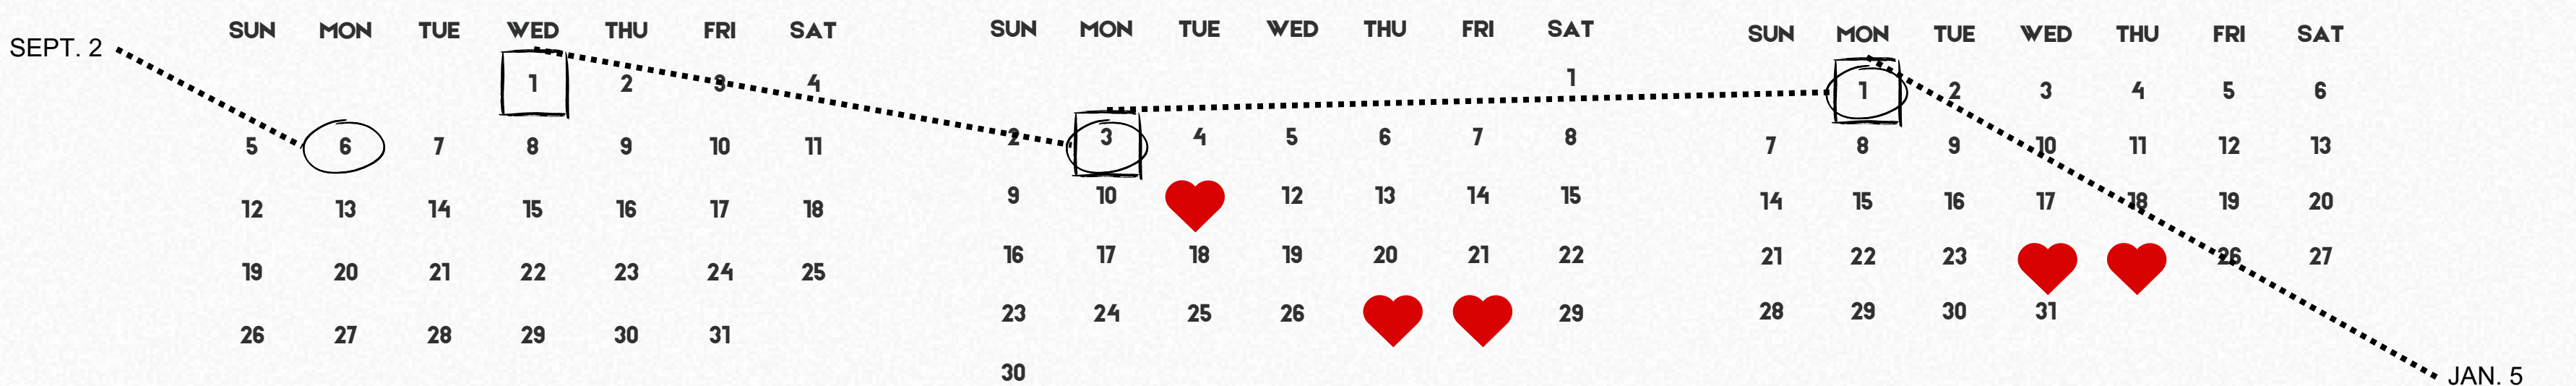 SEPT. 2
SUN MON TUE WED THU FRI SAT
1 2 3 4
5 6 7 8 9 10 11
12 13 14 15 16 17 18
19 20 21 22 23 24 25
26 27 28 29 30 31
SUN MON TUE WED THU FRI SAT
1
2 3 4 5 6 7 8
9 10 12 13 14 15
16 17 18 19 20 21 22
23 24 25 26 29
30
SUN MON TUE WED THU FRI SAT
1 2 3 4 5 6
7 8 9 10 11 12 13
14 15 16 17 18 19 20
21 22 23 26 27
28 29 30 31
JAN. 5